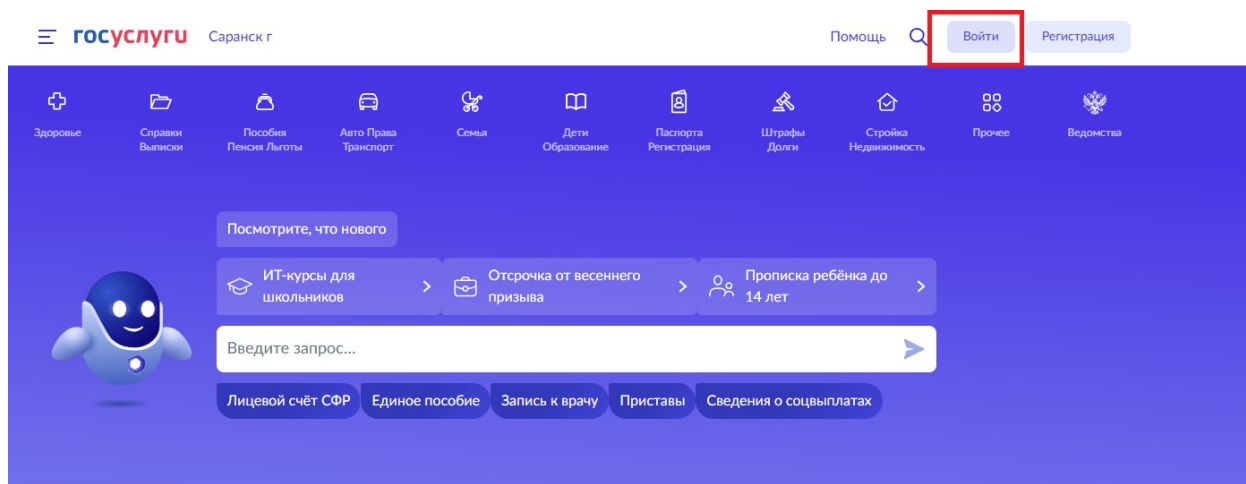 госуслуги
Саранск г
Помощь
Войти
Регистрация
Здоровье
Справки
Выписки
Пособия
Пенсия Льготы
Авто Права
Транспорт
Семья
Дети
Образование
Паспорта
Регистрация
Штрафы
Долги
Стройка
Недвижимость
Прочее
Ведомства
Посмотрите, что нового
ИТ-курсы для
школьников
Отсрочка от весеннего
призыва
Прописка ребёнка до
14 лет
Введите запрос...
Лицевой счёт СФР
Единое пособие
Запись к врачу
Приставы
Сведения о соцвыплатах